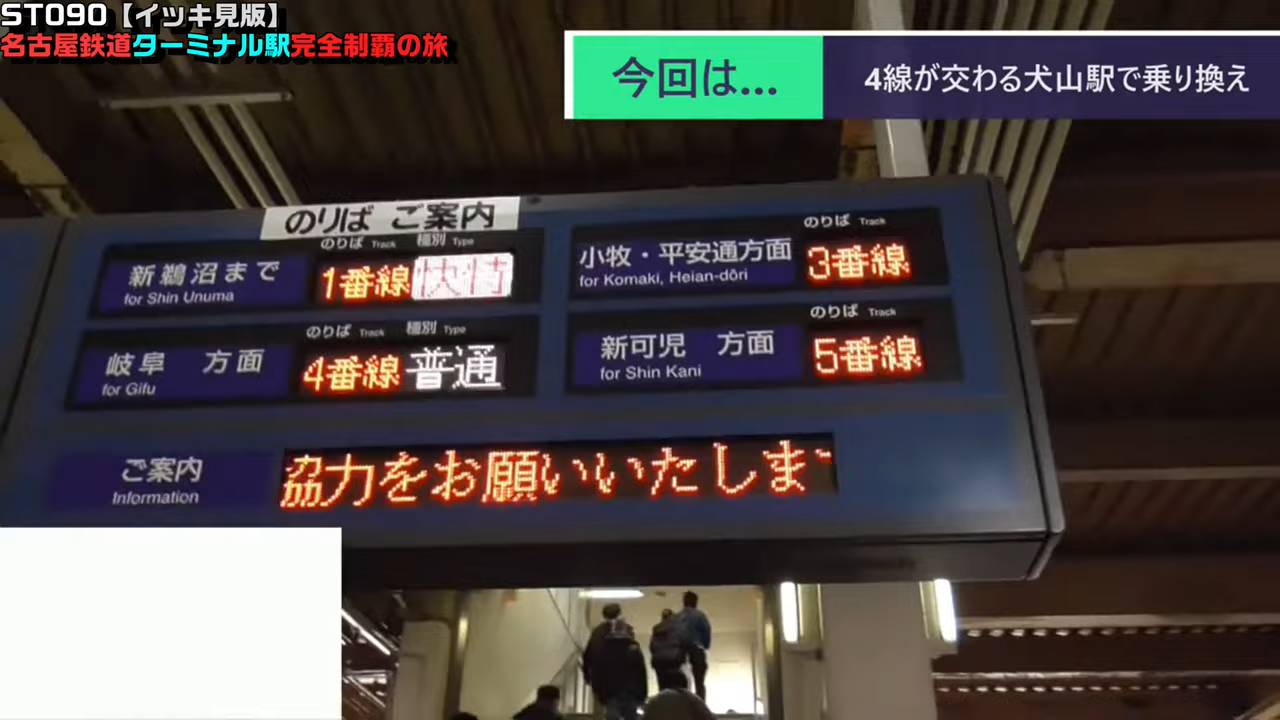 ST090【イッキ見版】
名古屋鉄道ターミナル駅完全制覇の旅
今回は...
4線が交わる犬山駅で乗り換え
のりば ご案内
のりば Track 種別 Type
新鵜沼まで
for Shin Unuma
1番線 快特
のりば Track 種別 Type
岐阜 方面
for Gifu
4番線 普通
のりば Track
小牧・平安通方面
for Komaki, Heian-dōri
3番線
のりば Track
新可児 方面
for Shin Kani
5番線
ご案内
Information
協力をお願いいたしま